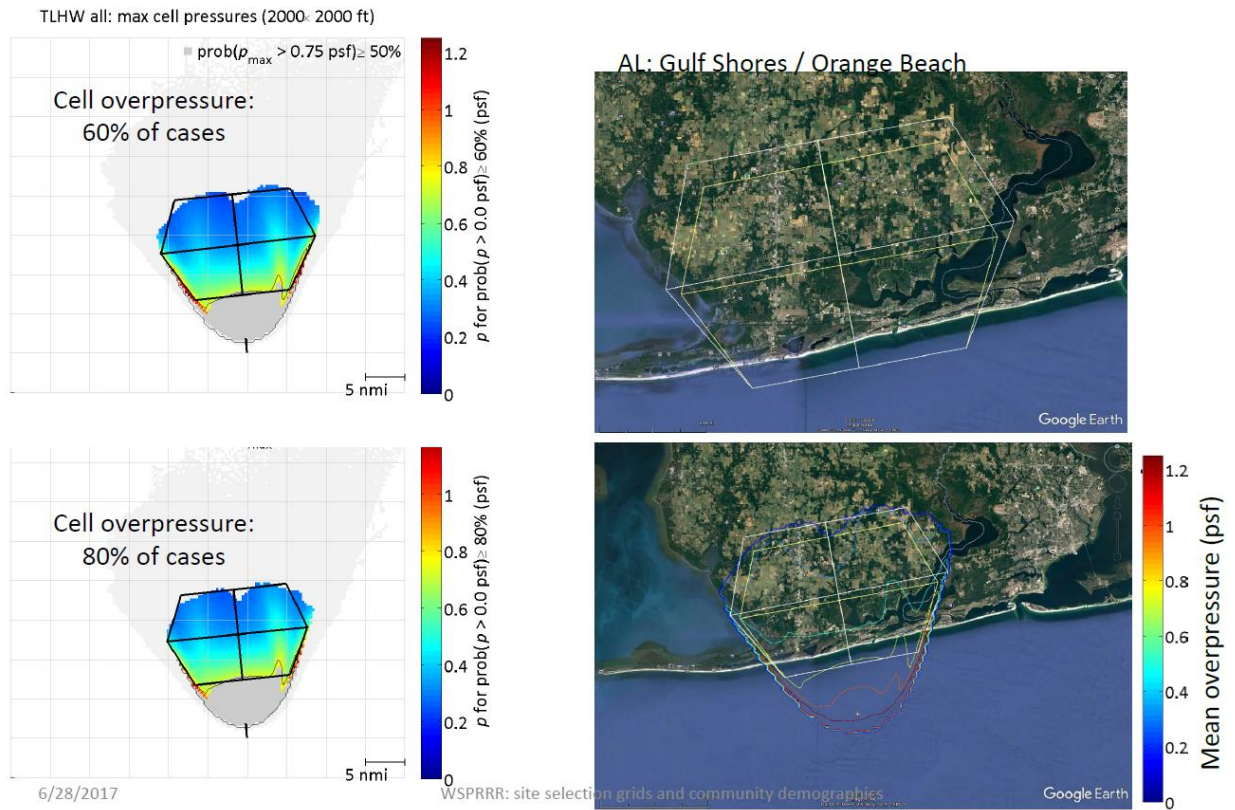 TLHW all: max cell pressures (2000× 2000 ft)
prob(pmax > 0.75 psf)≥ 50%
Cell overpressure:
60% of cases
5 nmi
1.2
1
0.8
0.6
0.4
0.2
0
p for prob(p > 0.0 psf)≥ 60% (psf)
AL: Gulf Shores / Orange Beach
Google Earth
max
Cell overpressure:
80% of cases
5 nmi
1
0.8
0.6
0.4
0.2
0
p for prob(p > 0.0 psf)≥ 80% (psf)
Google Earth
1.2
1
0.8
0.6
0.4
0.2
0
Mean overpressure (psf)
6/28/2017
WSPRRR: site selection grids and community demographics